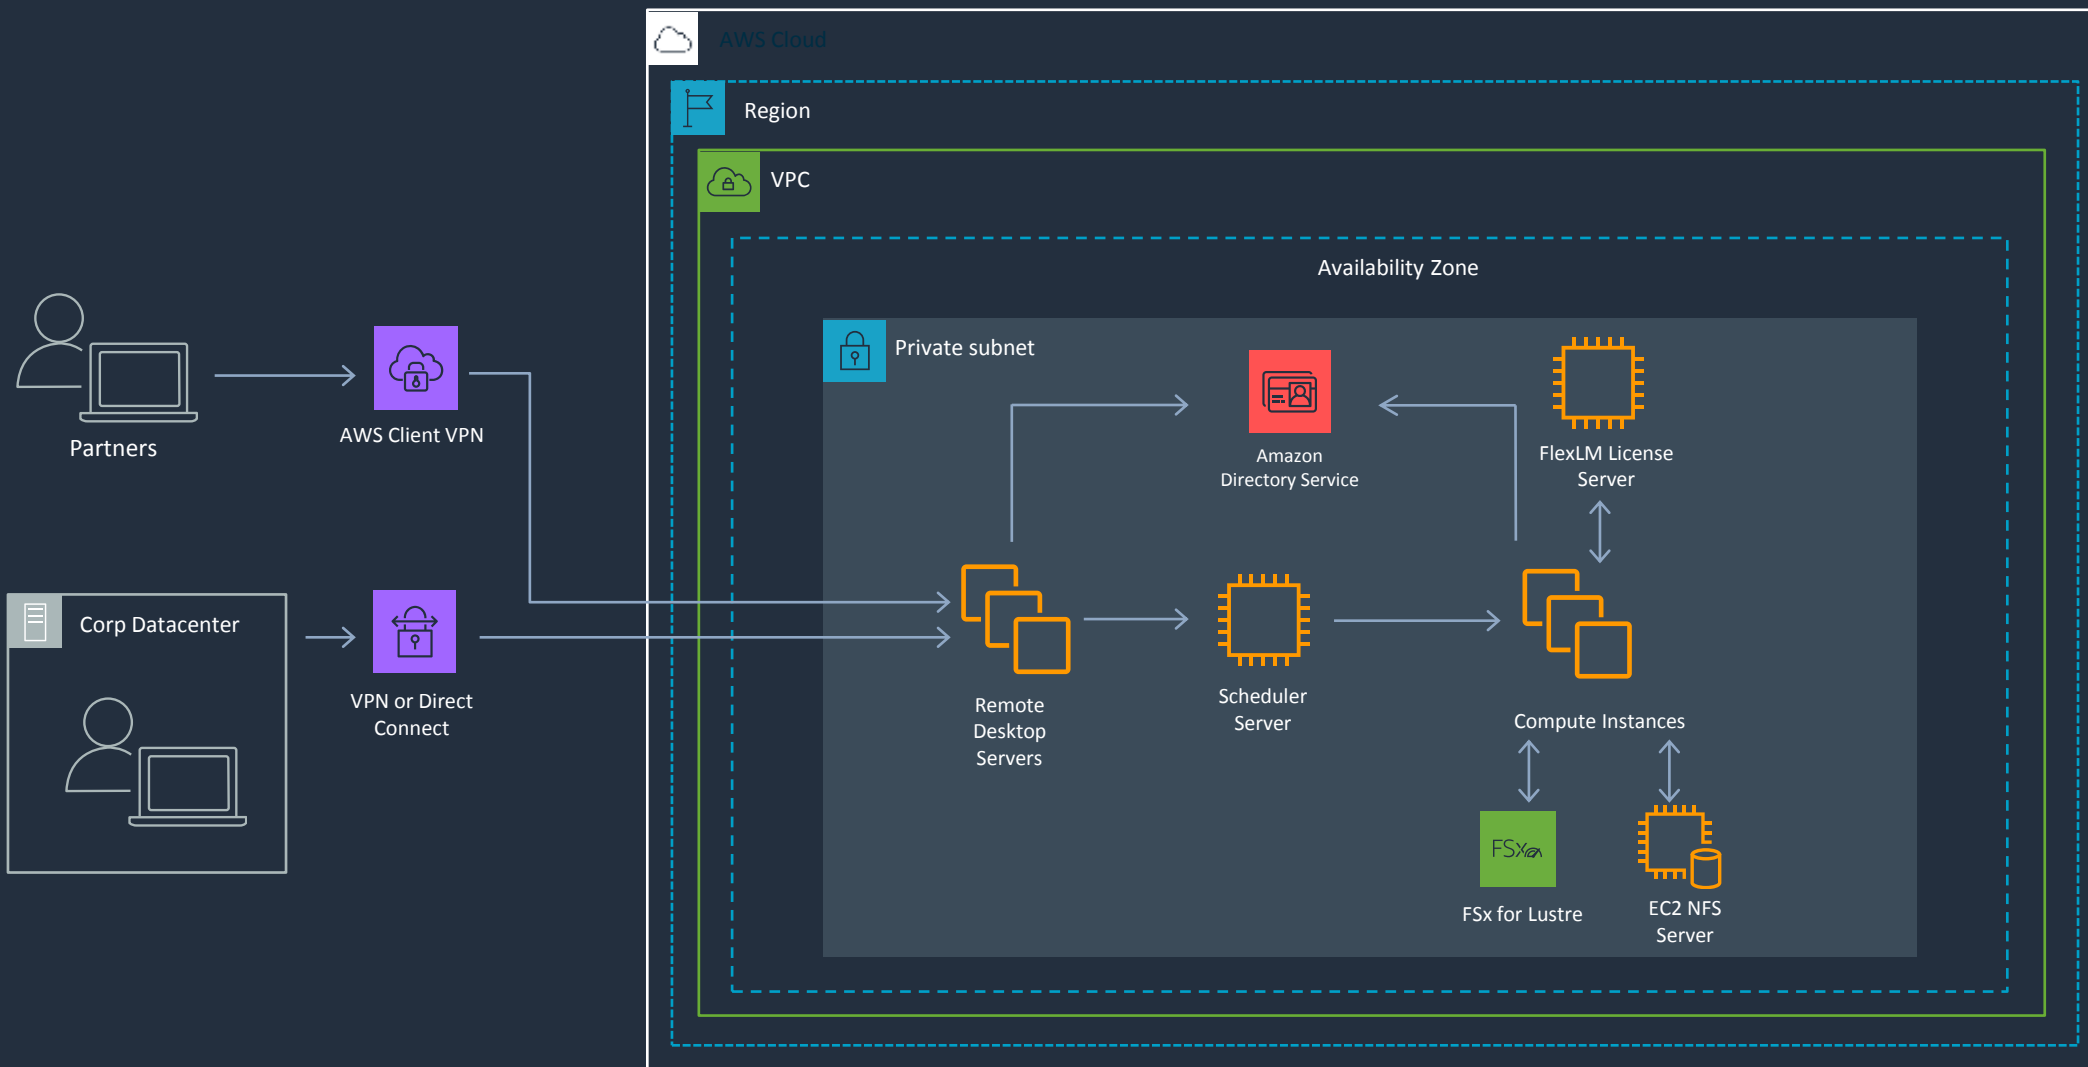 AWS Cloud
Region
VPC
Availability Zone
Private subnet
Partners
AWS Client VPN
Amazon
Directory Service
FlexLM License
Server
Corp Datacenter
VPN or Direct
Connect
Remote
Desktop
Servers
Scheduler
Server
Compute Instances
FSx
FSx for Lustre
EC2 NFS
Server